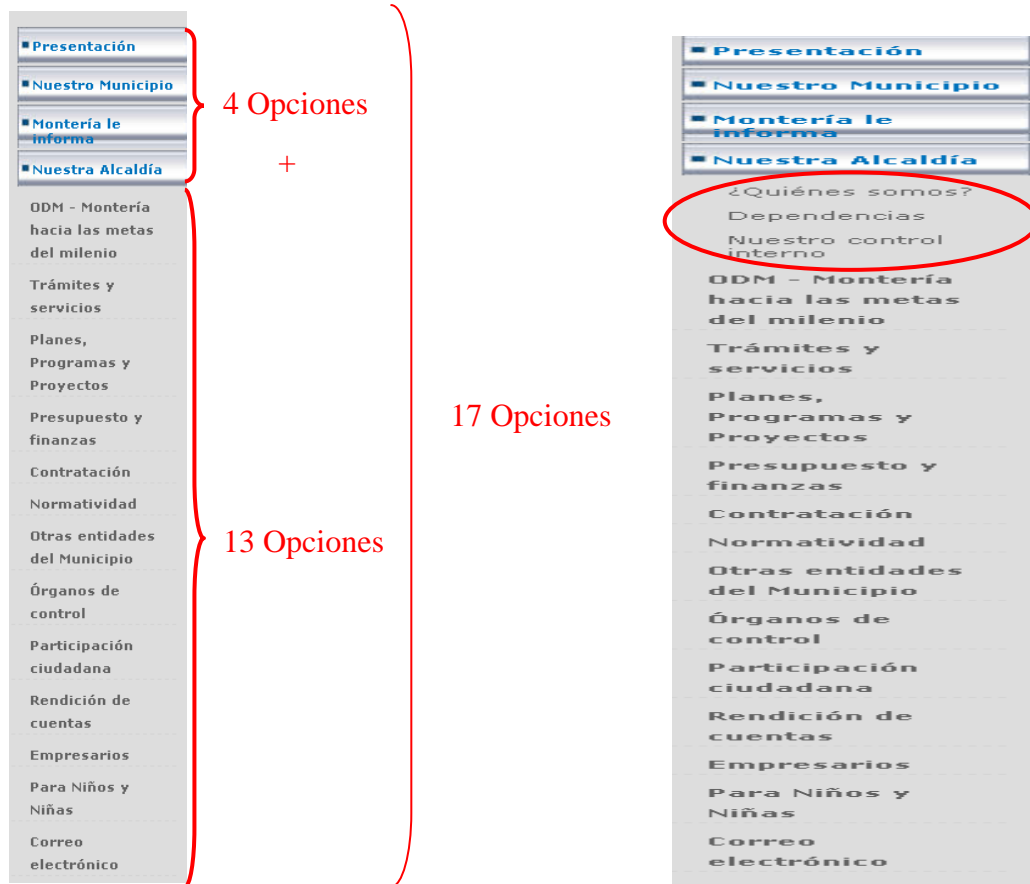 Presentación
Nuestro Municipio
Montería le
informa
Nuestra Alcaldía
ODM - Montería
hacia las metas
del milenio
Trámites y
servicios
Planes,
Programas y
Proyectos
Presupuesto y
finanzas
Contratación
Normatividad
Otras entidades
del Municipio
Órganos de
control
Participación
ciudadana
Rendición de
cuentas
Empresarios
Para Niños y
Niñas
Correo
electrónico
4 Opciones
+
13 Opciones
17 Opciones
Presentación
Nuestro Municipio
Montería le
informa
Nuestra Alcaldía
¿Quiénes somos?
Dependencias
Nuestro control
interno
ODM - Montería
hacia las metas
del milenio
Trámites y
servicios
Planes,
Programas y
Proyectos
Presupuesto y
finanzas
Contratación
Normatividad
Otras entidades
del Municipio
Órganos de
control
Participación
ciudadana
Rendición de
cuentas
Empresarios
Para Niños y
Niñas
Correo
electrónico